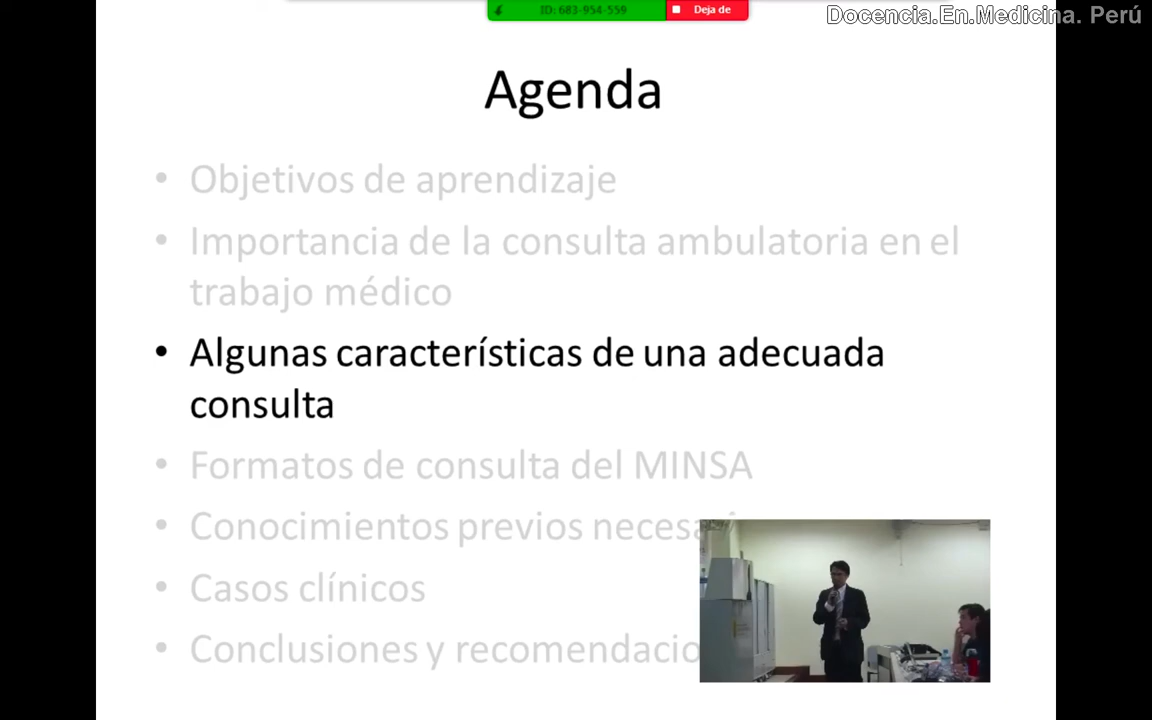 ID: 683-954-559
Deja de
Docencia.En.Medicina. Perú
Agenda
• Objetivos de aprendizaje
• Importancia de la consulta ambulatoria en el
trabajo médico
• Algunas características de una adecuada
consulta
• Formatos de consulta del MINSA
• Conocimientos previos
• Casos clínicos
• Conclusiones y